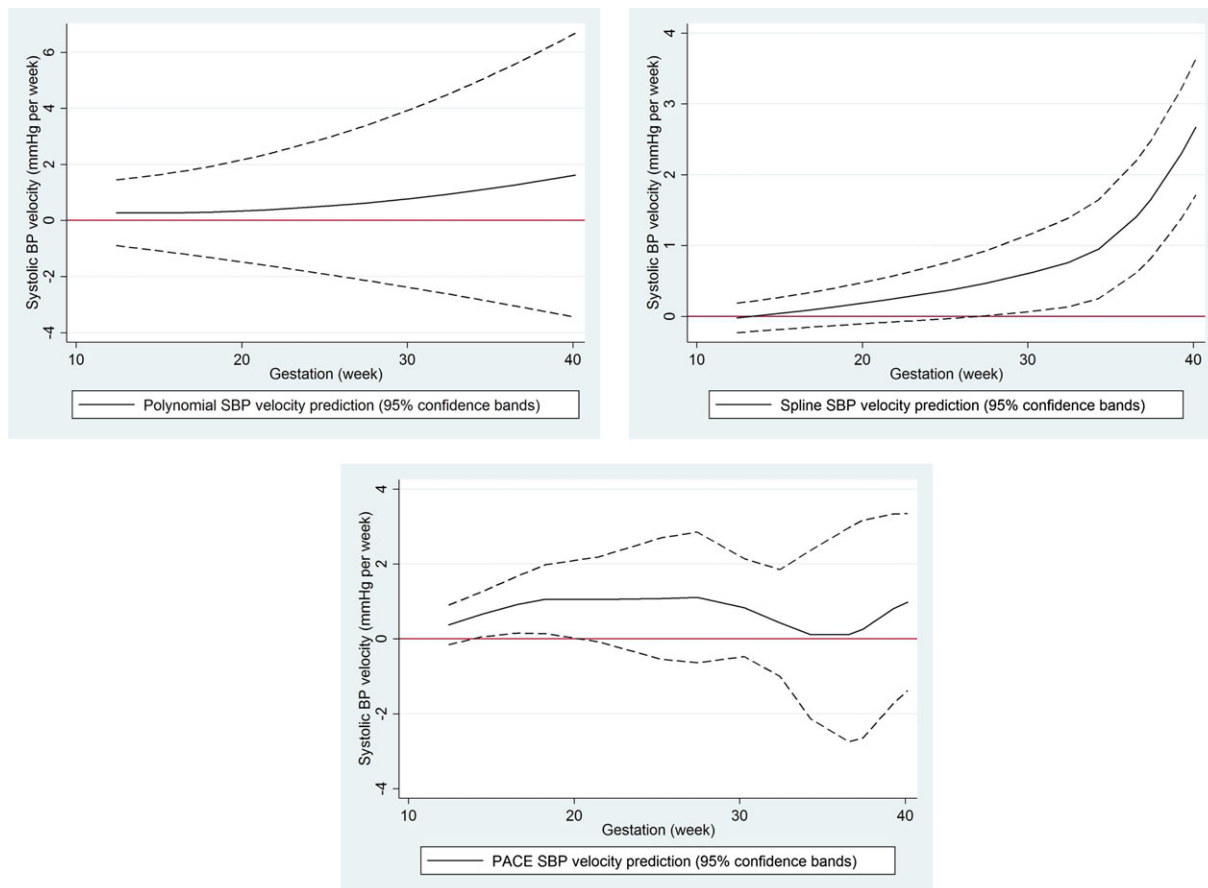 Systolic BP velocity (mmHg per week)
6
4
2
0
-2
-4
10 20 30 40
Gestation (week)
Polynomial SBP velocity prediction (95% confidence bands)
Systolic BP velocity (mmHg per week)
4
3
2
1
0
10 20 30 40
Gestation (week)
Spline SBP velocity prediction (95% confidence bands)
Systolic BP velocity (mmHg per week)
4
2
0
-2
-4
10 20 30 40
Gestation (week)
PACE SBP velocity prediction (95% confidence bands)